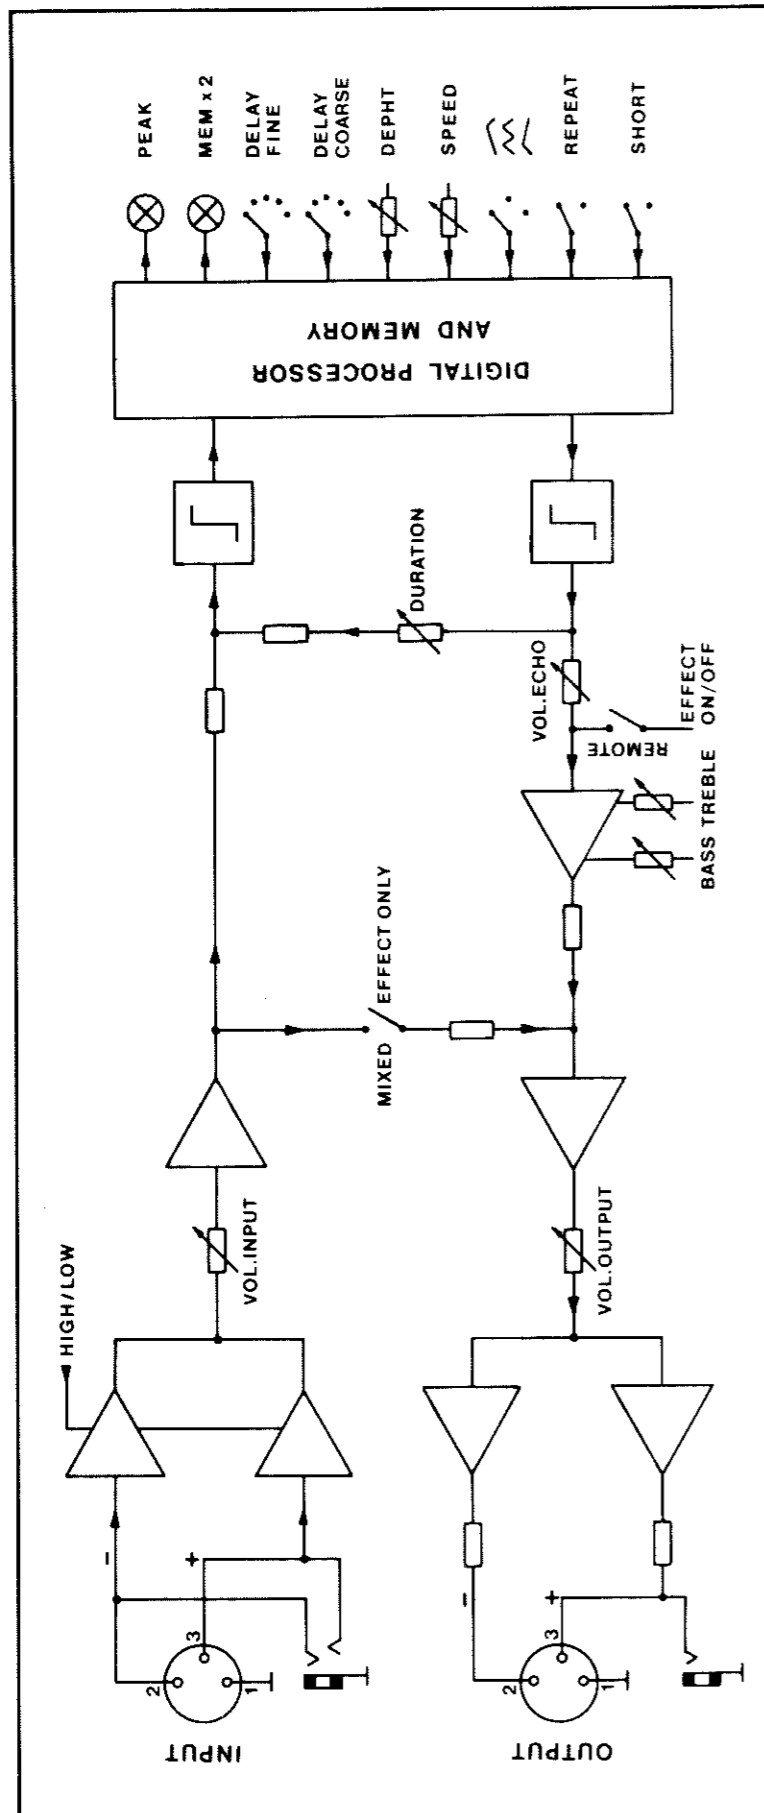 PEAK
MEM x 2
DELAY
FINE
DELAY
COARSE
DEPHT
SPEED
REPEAT
SHORT
DIGITAL PROCESSOR
AND MEMORY
DURATION
VOL.ECHO
REMOTE
EFFECT
ON/OFF
BASS TREBLE
MIXED EFFECT ONLY
HIGH/LOW
VOL.INPUT
VOL.OUTPUT
-
+
2
3
1
INPUT
-
+
2
3
1
OUTPUT